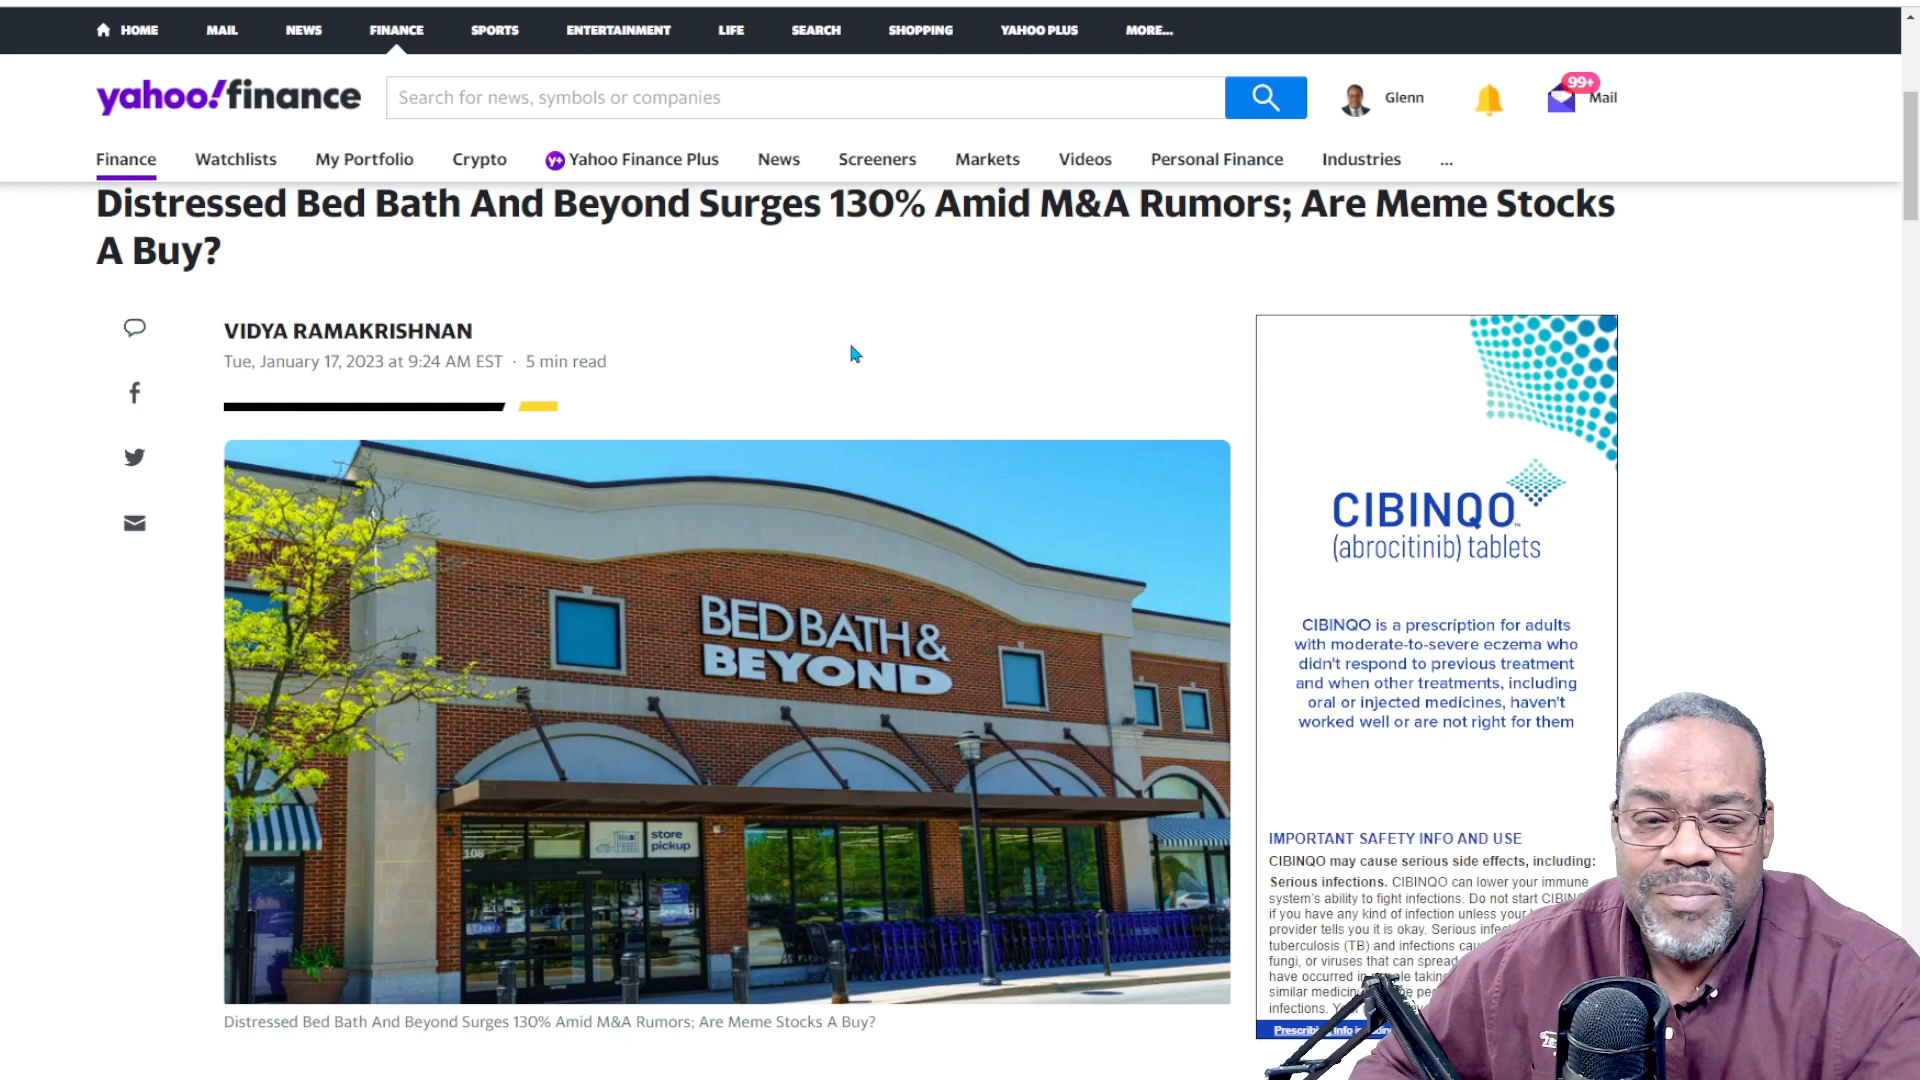 HOME MAIL NEWS FINANCE SPORTS ENTERTAINMENT LIFE SEARCH SHOPPING YAHOO PLUS MORE...
yahoo!finance Search for news, symbols or companies Glenn 99+ Mail
Finance Watchlists My Portfolio Crypto y+ Yahoo Finance Plus News Screeners Markets Videos Personal Finance Industries ...
Distressed Bed Bath And Beyond Surges 130% Amid M&A Rumors; Are Meme Stocks
A Buy?
VIDYA RAMAKRISHNAN
Tue, January 17, 2023 at 9:24 AM EST · 5 min read
BED BATH &
BEYOND
store
pickup
108
Distressed Bed Bath And Beyond Surges 130% Amid M&A Rumors; Are Meme Stocks A Buy?
CIBINQO™
(abrocitinib) tablets
CIBINQO is a prescription for adults
with moderate-to-severe eczema who
didn't respond to previous treatment
and when other treatments, including
oral or injected medicines, haven't
worked well or are not right for them
IMPORTANT SAFETY INFO AND USE
CIBINQO may cause serious side effects, including:
Serious infections. CIBINQO can lower your immune
system's ability to fight infections. Do not start
if you have any kind of infection unless your
provider tells you it is okay. Serious
tuberculosis (TB) and infections
fungi, or viruses that can spread
have occurred in
similar
infections.
Info